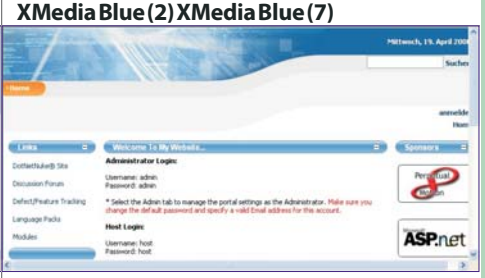 XMedia Blue (2) XMedia Blue (7)
Mittwoch, 19. April 200
Suche
Home
anmelde
Hom
Links
Welcome To My Website...
Sponsors
DotNetNuke® Site
Discussion Forum
Defect/Feature Tracking
Language Packs
Modules
Administrator Login:
Username: admin
Password: admin
* Select the Admin tab to manage the portal settings as the Administrator. Make sure you
change the default password and specify a valid Email address for this account.
Host Login:
Username: host
Password: host
Perpetual
Motion
Microsoft
ASP.net